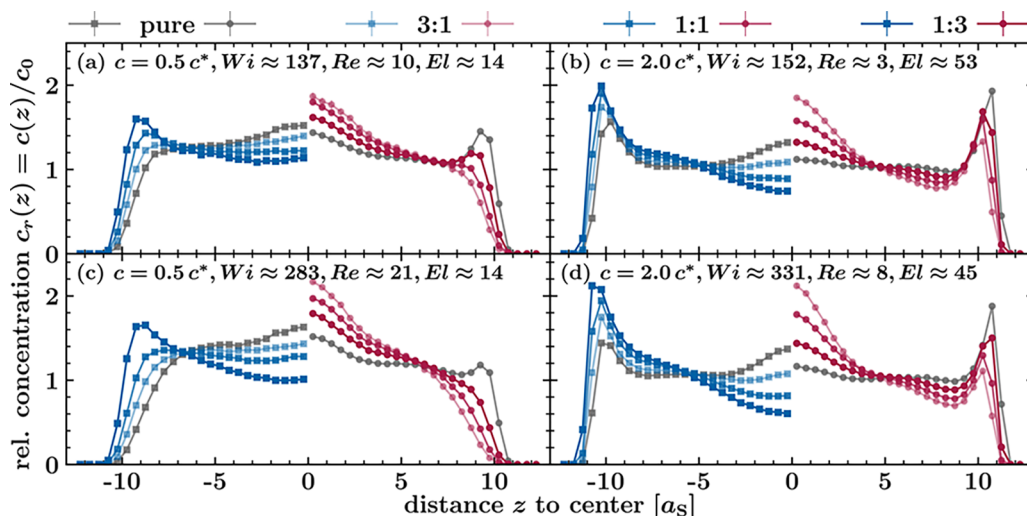 pure 3:1 1:1 1:3
(a) c = 0.5 c*, Wi ≈ 137, Re ≈ 10, El ≈ 14
(b) c = 2.0 c*, Wi ≈ 152, Re ≈ 3, El ≈ 53
2
1
0
(c) c = 0.5 c*, Wi ≈ 283, Re ≈ 21, El ≈ 14
(d) c = 2.0 c*, Wi ≈ 331, Re ≈ 8, El ≈ 45
2
1
0
-10 -5 0 5 10 -10 -5 0 5 10
rel. concentration cᵣ(z) = c(z)/c₀
distance z to center [aₛ]